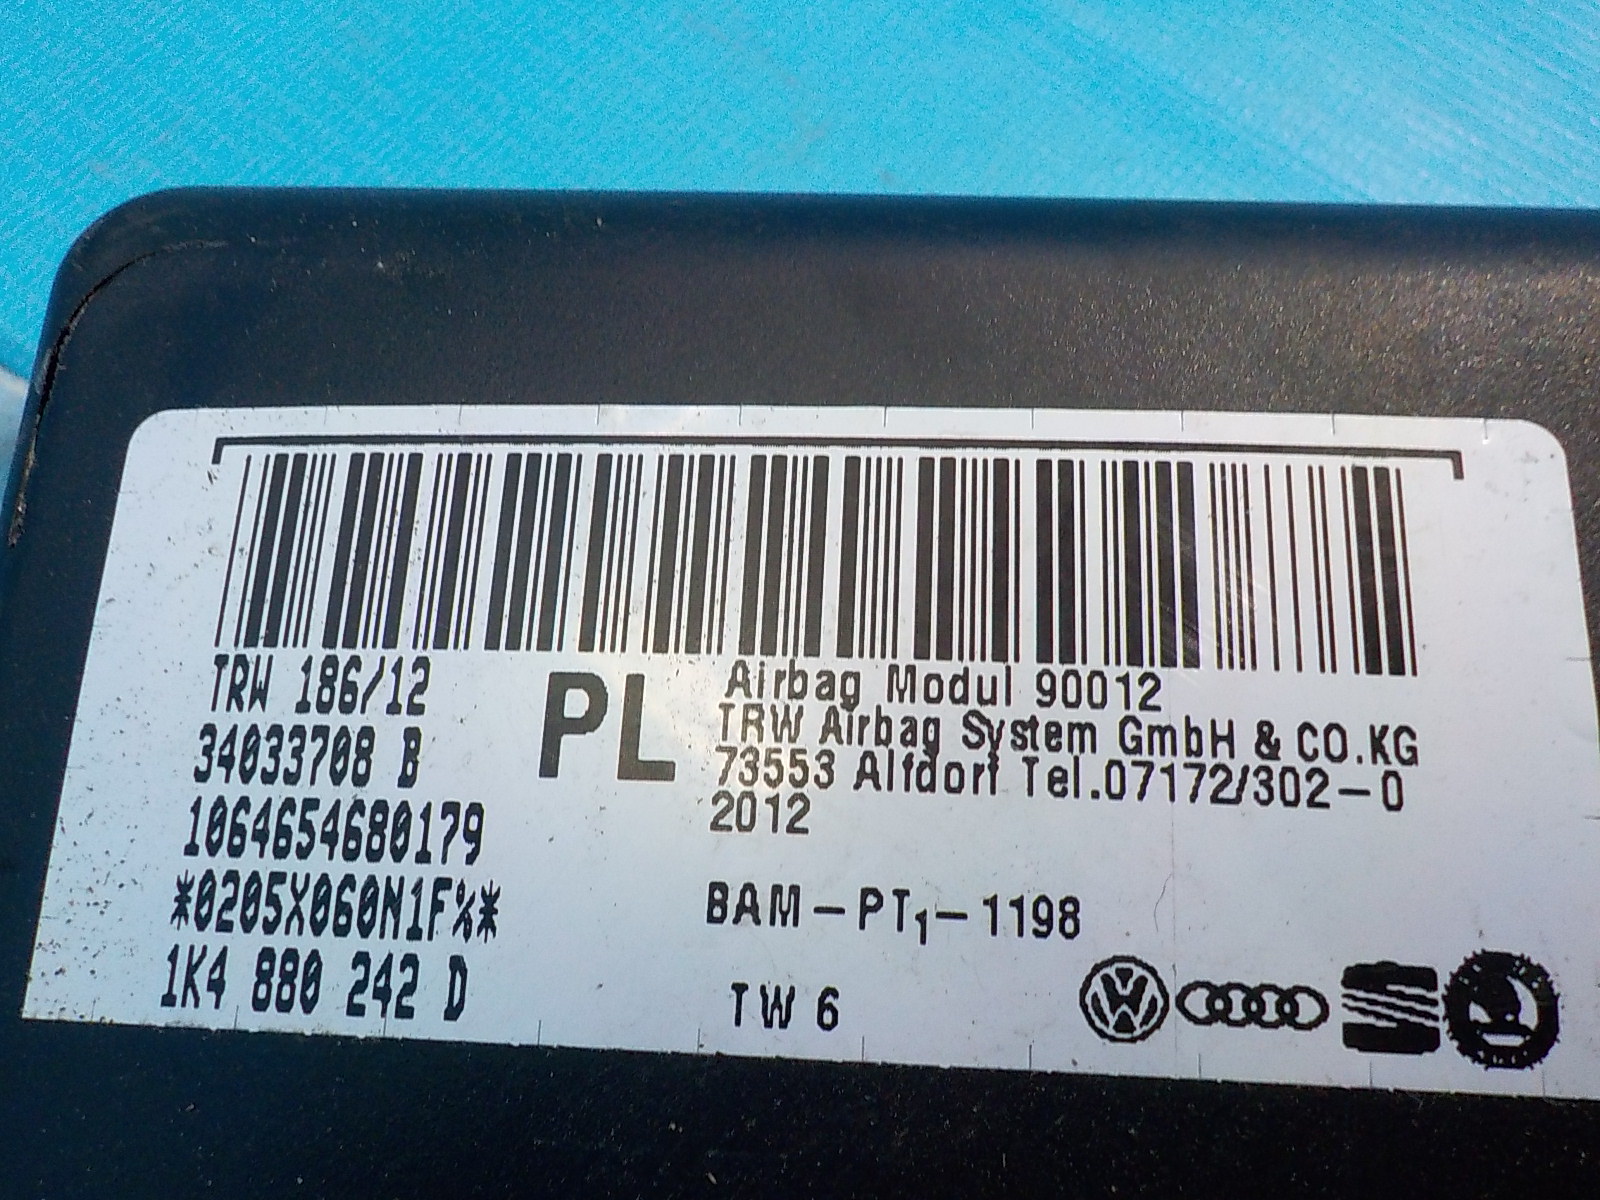 TRW 186/12
34033708 B
1064654680179
*0205X060N1F%*
1K4 880 242 D
PL
Airbag Modul 90012
TRW Airbag System GmbH & CO.KG
73553 Alfdorf Tel.07172/302-0
2012
BAM-PT1-1198
TW 6